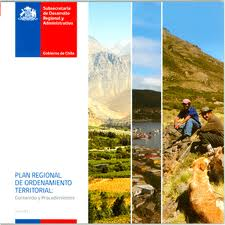 Subsecretaría
de Desarrollo
Regional y
Administrativo
Gobierno de Chile
PLAN REGIONAL
DE ORDENAMIENTO
TERRITORIAL:
Contenido y Procedimientos